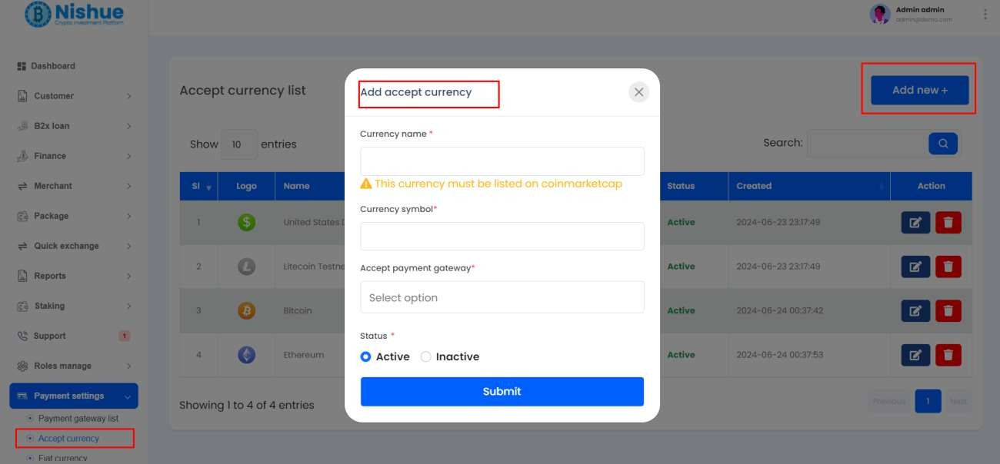 Nishue
Crypto Investment Platform
Admin admin
admin@demo.com
Dashboard
Customer
B2x loan
Finance
Merchant
Package
Quick exchange
Reports
Staking
Support 1
Roles manage
Payment settings
Payment gateway list
Accept currency
Fiat currency
Accept currency list
Add new +
Show 10 entries
Search:
Sl Logo Name Status Created Action
1 United States Active 2024-06-23 23:17:49
2 Litecoin Active 2024-06-23 23:17:49
3 Bitcoin Active 2024-06-24 00:37:42
4 Ethereum Active 2024-06-24 00:37:53
Showing 1 to 4 of 4 entries
Previous 1 Next
Add accept currency
Currency name *
This currency must be listed on coinmarketcap
Currency symbol*
Accept payment gateway*
Select option
Status *
Active Inactive
Submit